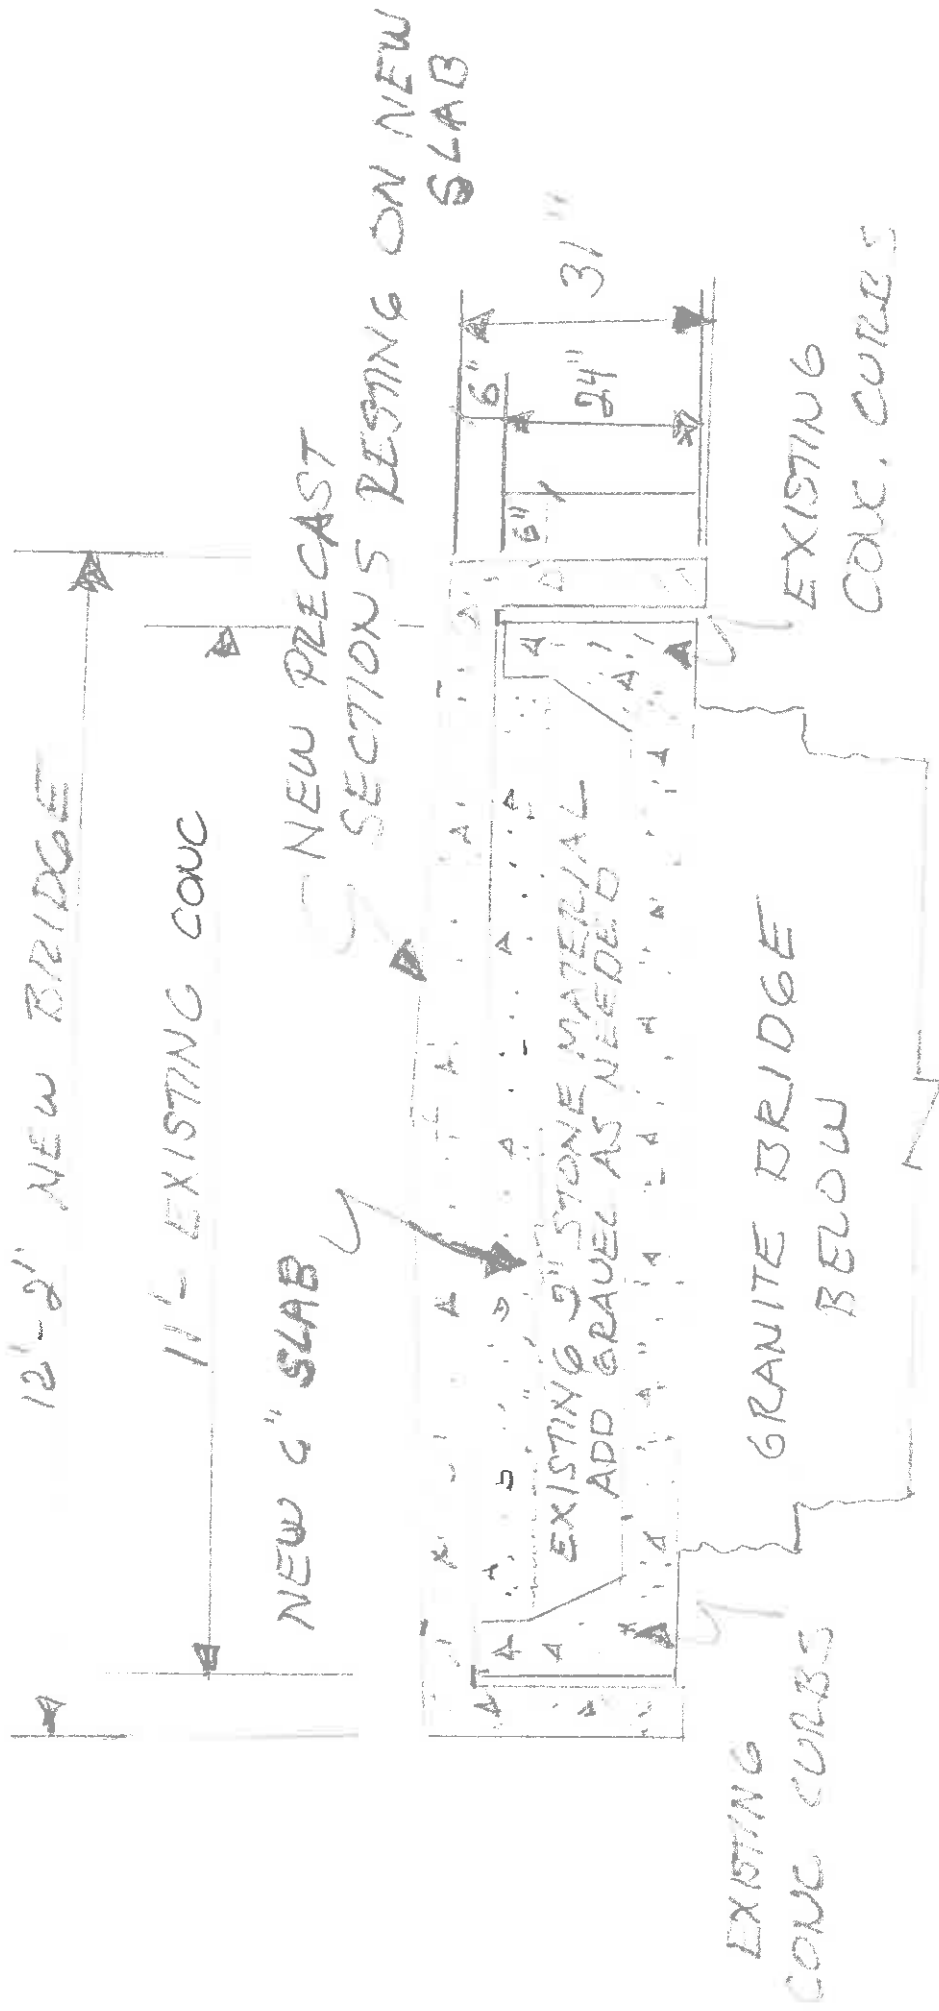 12'-2" NEW BRIDGE
11'- EXISTING CONC
NEW PRECAST
SECTIONS RESTING ON NEW
SLAB
NEW 6" SLAB
6"
6"
24"
31"
EXISTING 2" STONE MATERIAL
ADD GRAVEL AS NEEDED
EXISTING
CONC. CURBS
GRANITE BRIDGE
BELOW
EXISTING
CONC CURBS